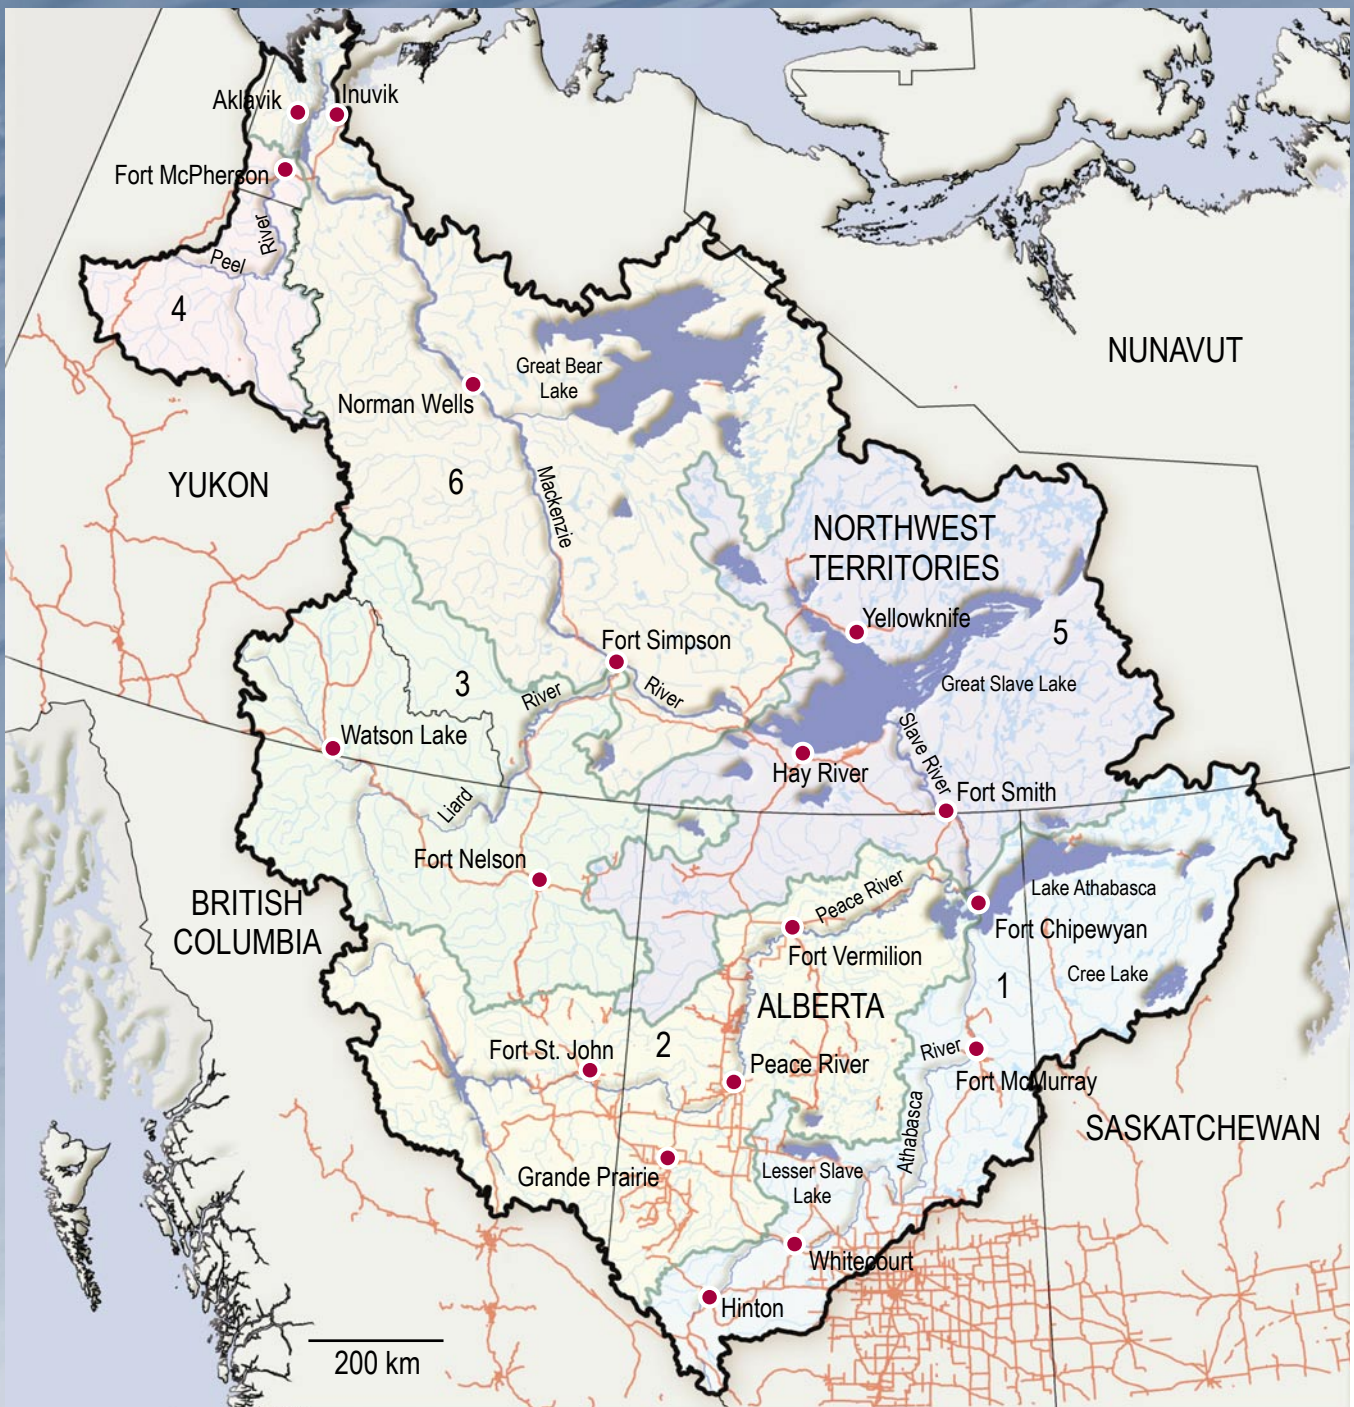 Aklavik
Inuvik
Fort McPherson
River
Peel
4
NUNAVUT
Great Bear
Lake
Norman Wells
YUKON
6
Mackenzie
NORTHWEST
TERRITORIES
Yellowknife
5
Fort Simpson
3
River
River
Great Slave Lake
Watson Lake
Slave River
Hay River
Fort Smith
Liard
Fort Nelson
Peace River
Lake Athabasca
BRITISH
COLUMBIA
Fort Chipewyan
Fort Vermilion
Cree Lake
1
ALBERTA
2
Fort St. John
River
Peace River
Fort McMurray
Athabasca
SASKATCHEWAN
Grande Prairie
Lesser Slave
Lake
Whitecourt
Hinton
200 km